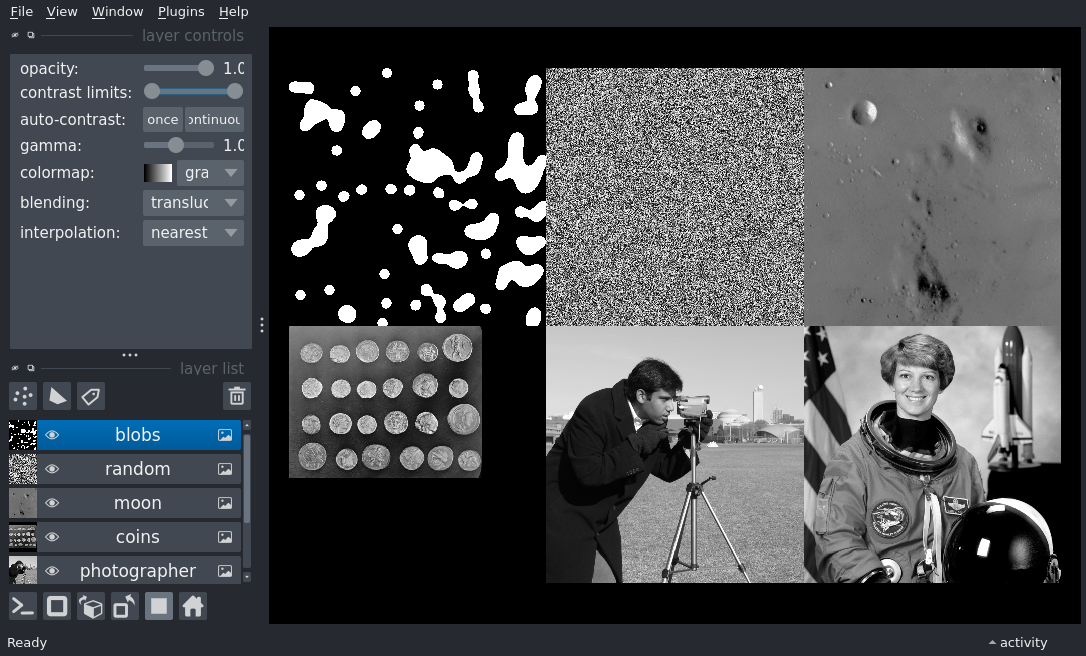 File View Window Plugins Help
layer controls
opacity: 1.0
contrast limits:
auto-contrast: once ontinuou
gamma: 1.0
colormap: gra
blending: transluc
interpolation: nearest
layer list
blobs
random
moon
coins
photographer
Ready
activity